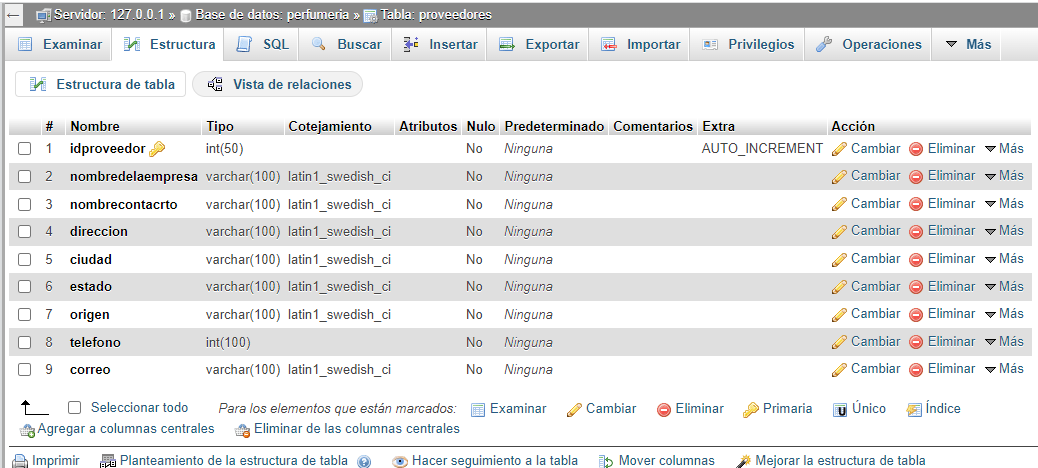 Servidor: 127.0.0.1 » Base de datos: perfumeria » Tabla: proveedores
Examinar Estructura SQL Buscar Insertar Exportar Importar Privilegios Operaciones Más
Estructura de tabla Vista de relaciones
# Nombre Tipo Cotejamiento Atributos Nulo Predeterminado Comentarios Extra Acción
1 idproveedor int(50) No Ninguna AUTO_INCREMENT Cambiar Eliminar Más
2 nombredelaempresa varchar(100) latin1_swedish_ci No Ninguna Cambiar Eliminar Más
3 nombrecontacrto varchar(100) latin1_swedish_ci No Ninguna Cambiar Eliminar Más
4 direccion varchar(100) latin1_swedish_ci No Ninguna Cambiar Eliminar Más
5 ciudad varchar(100) latin1_swedish_ci No Ninguna Cambiar Eliminar Más
6 estado varchar(100) latin1_swedish_ci No Ninguna Cambiar Eliminar Más
7 origen varchar(100) latin1_swedish_ci No Ninguna Cambiar Eliminar Más
8 telefono int(100) No Ninguna Cambiar Eliminar Más
9 correo varchar(100) latin1_swedish_ci No Ninguna Cambiar Eliminar Más
Seleccionar todo Para los elementos que están marcados: Examinar Cambiar Eliminar Primaria Único Índice
Agregar a columnas centrales Eliminar de las columnas centrales
Imprimir Planteamiento de la estructura de tabla Hacer seguimiento a la tabla Mover columnas Mejorar la estructura de tabla